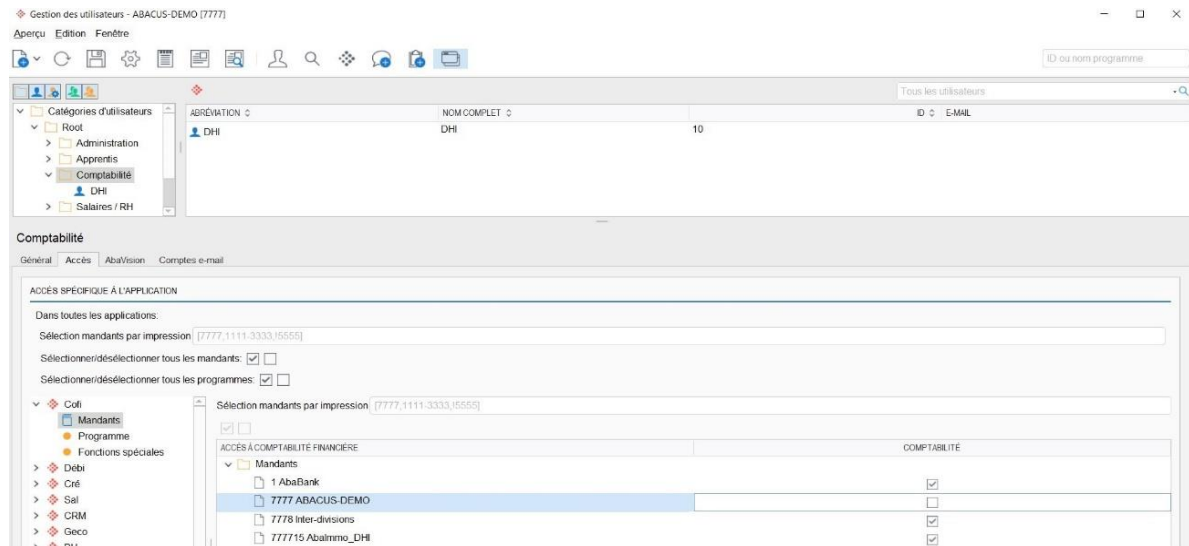 Gestion des utilisateurs - ABACUS-DEMO [7777]
Aperçu Edition Fenêtre
ID ou nom programme
Tous les utilisateurs
Catégories d'utilisateurs
Root
Administration
Apprentis
Comptabilité
DHI
Salaires / RH
ABRÉVIATION NOM COMPLET ID E-MAIL
DHI DHI 10
Comptabilité
Général Accès AbaVision Comptes e-mail
ACCÈS SPÉCIFIQUE À L'APPLICATION
Dans toutes les applications:
Sélection mandants par impression [7777,1111-3333,!5555]
Sélectionner/désélectionner tous les mandants:
Sélectionner/désélectionner tous les programmes:
Cofi
Mandants
Programme
Fonctions spéciales
Débi
Cré
Sal
CRM
Geco
Sélection mandants par impression [7777,1111-3333,!5555]
ACCÈS À COMPTABILITÉ FINANCIÈRE COMPTABILITÉ
Mandants
1 AbaBank
7777 ABACUS-DEMO
7778 Inter-divisions
777715 AbaImmo_DHI